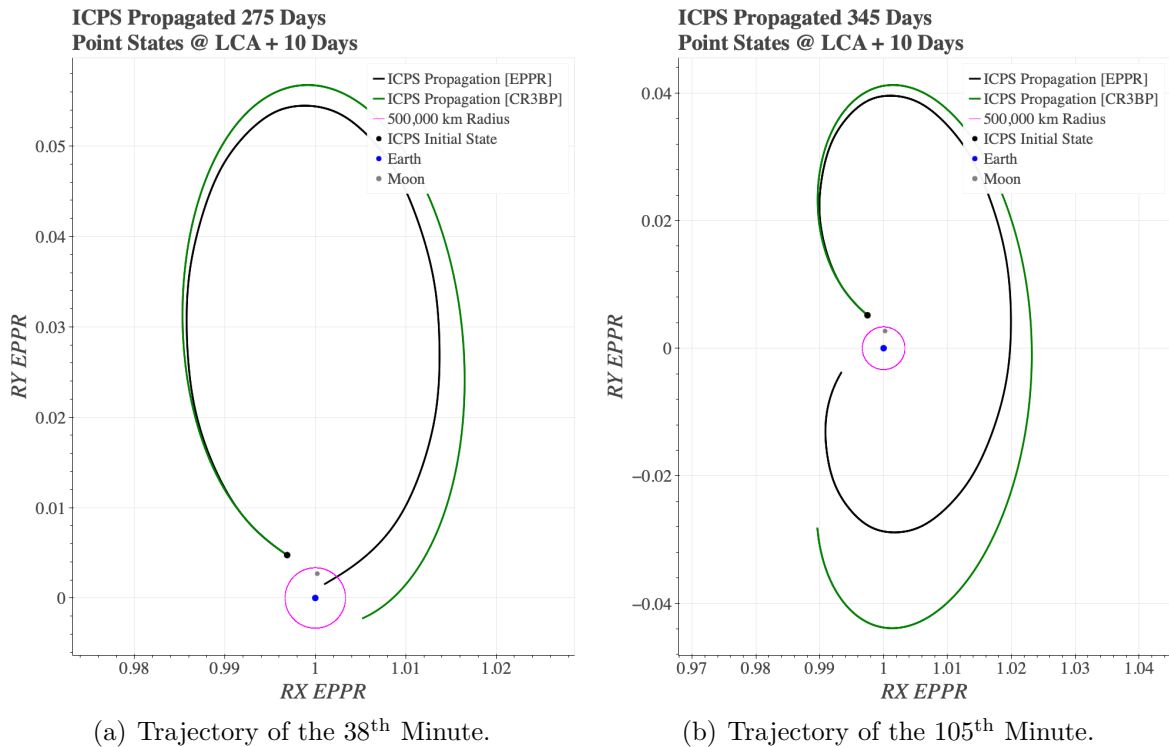 ICPS Propagated 275 Days
Point States @ LCA + 10 Days
ICPS Propagation [EPPR]
ICPS Propagation [CR3BP]
500,000 km Radius
ICPS Initial State
Earth
Moon
0.05
0.04
0.03
0.02
0.01
0
RY EPPR
0.98
0.99
1
1.01
1.02
RX EPPR
(a) Trajectory of the 38th Minute.
ICPS Propagated 345 Days
Point States @ LCA + 10 Days
ICPS Propagation [EPPR]
ICPS Propagation [CR3BP]
500,000 km Radius
ICPS Initial State
Earth
Moon
0.04
0.02
0
−0.02
−0.04
RY EPPR
0.97
0.98
0.99
1
1.01
1.02
1.03
1.04
RX EPPR
(b) Trajectory of the 105th Minute.